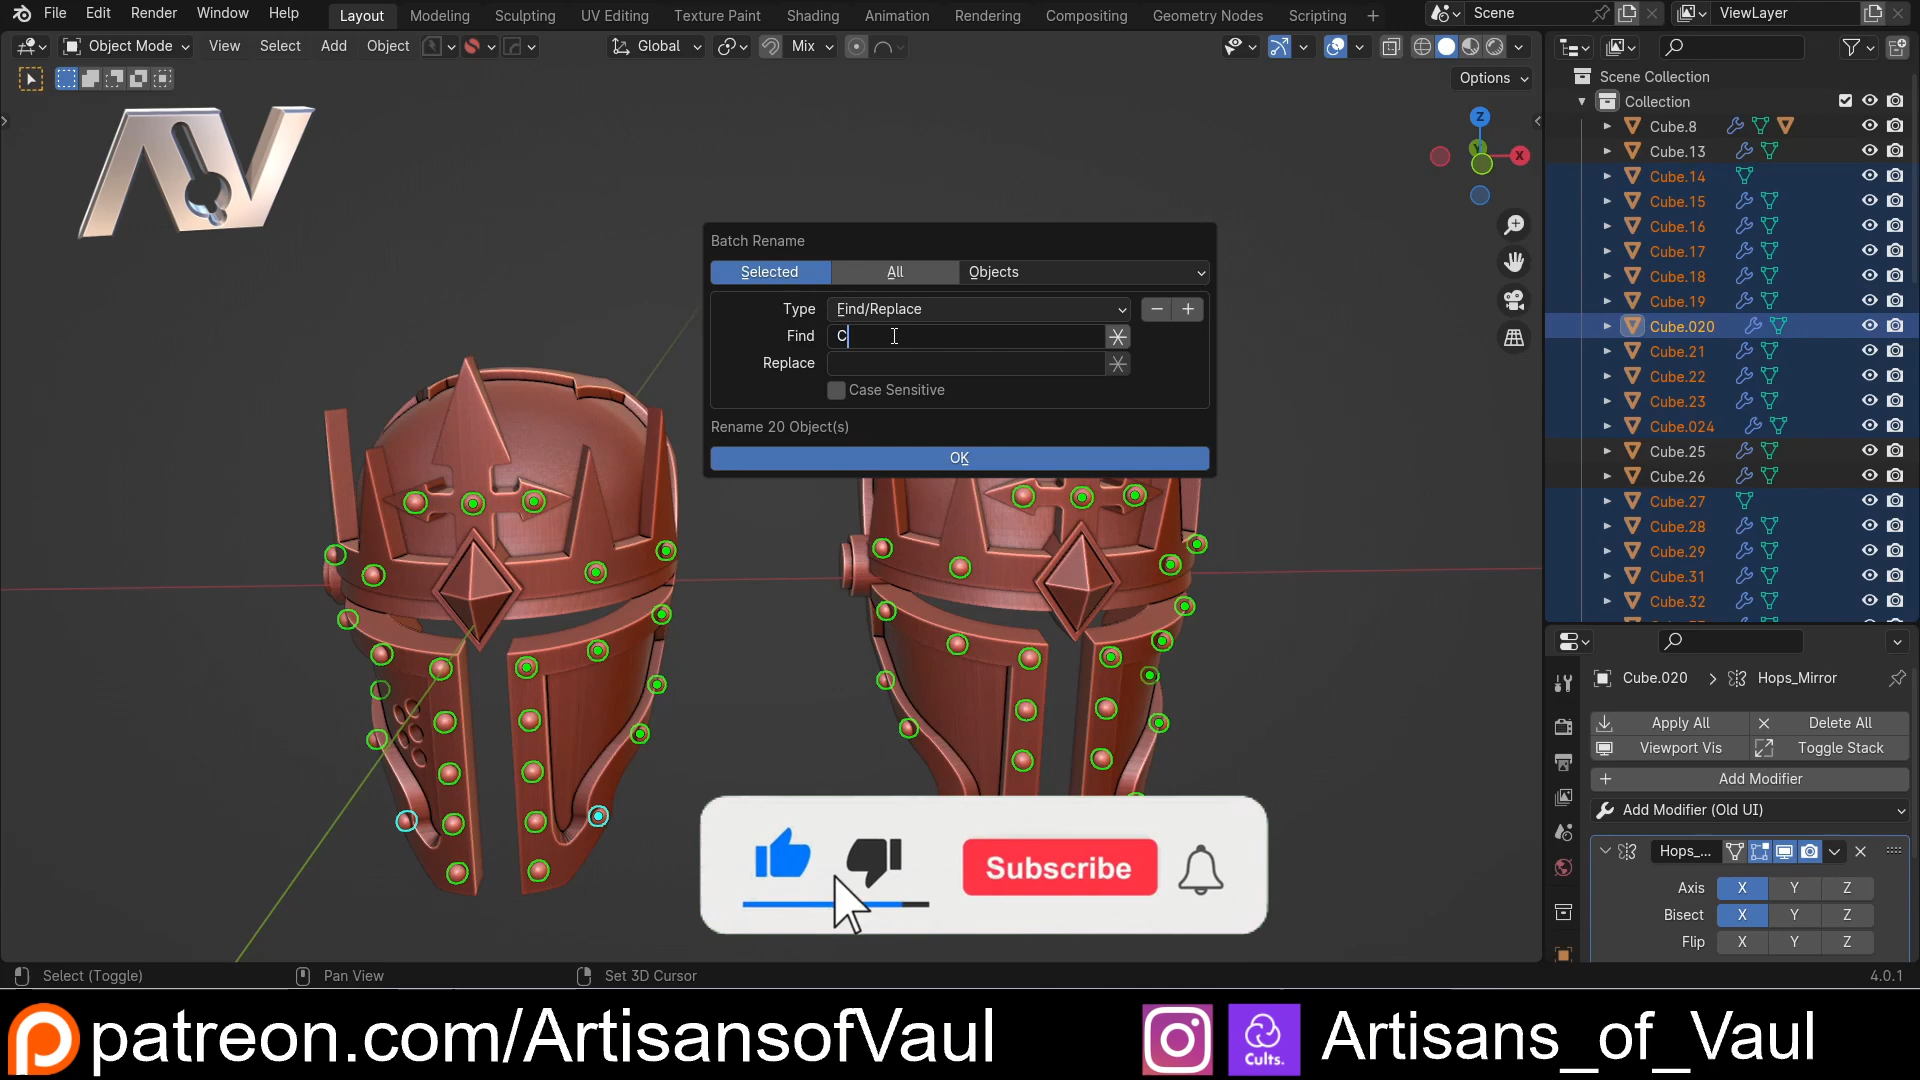 File Edit Render Window Help Layout Modeling Sculpting UV Editing Texture Paint Shading Animation Rendering Compositing Geometry Nodes Scripting + Scene ViewLayer
Object Mode View Select Add Object Global Mix
Options
Scene Collection
Collection
Cube.8
Cube.13
Cube.14
Cube.15
Cube.16
Cube.17
Cube.18
Cube.19
Cube.020
Cube.21
Cube.22
Cube.23
Cube.024
Cube.25
Cube.26
Cube.27
Cube.28
Cube.29
Cube.31
Cube.32
Z
X
AV
Batch Rename
Selected All Objects
Type Find/Replace
Find C
Replace
Case Sensitive
Rename 20 Object(s)
OK
Cube.020 > Hops_Mirror
Apply All Delete All
Viewport Vis Toggle Stack
Add Modifier
Add Modifier (Old UI)
Hops_...
Axis X Y Z
Bisect X Y Z
Flip X Y Z
Subscribe
Select (Toggle) Pan View Set 3D Cursor 4.0.1
patreon.com/ArtisansofVaul
Cults.
Artisans_of_Vaul